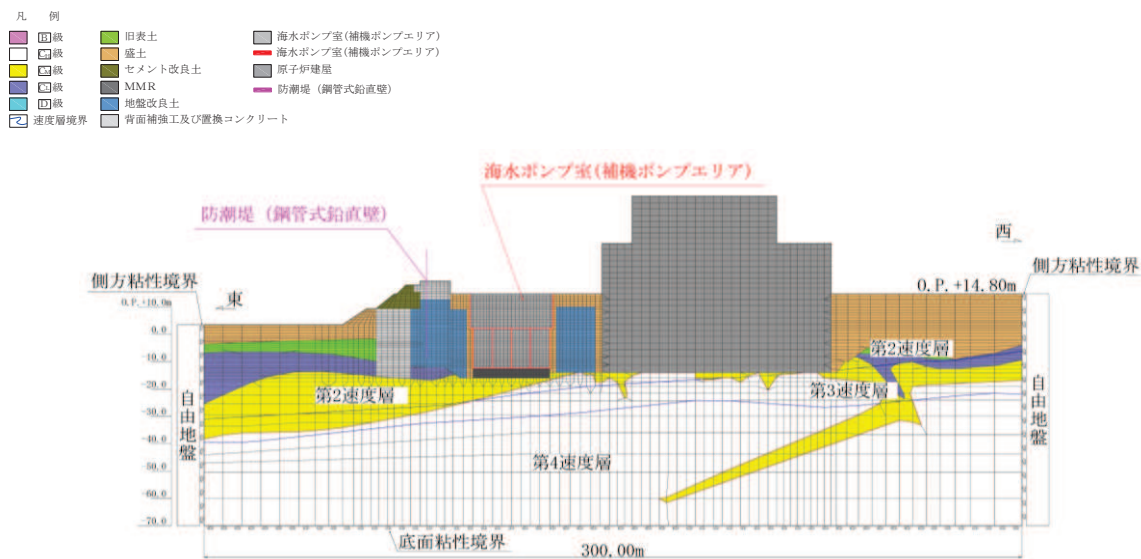 凡 例
B級
CH級
CM級
CL級
D級
速度層境界
旧表土
盛土
セメント改良土
MMR
地盤改良土
背面補強工及び置換コンクリート
海水ポンプ室(補機ポンプエリア)
海水ポンプ室(補機ポンプエリア)
原子炉建屋
防潮堤 (鋼管式鉛直壁)
海水ポンプ室(補機ポンプエリア)
防潮堤 (鋼管式鉛直壁)
西
側方粘性境界
側方粘性境界
O.P.+14.80m
東
O.P.+10.0m
0.0
-10.0
-20.0
-30.0
-40.0
-50.0
-60.0
-70.0
自由地盤
自由地盤
第2速度層
第2速度層
第3速度層
第4速度層
底面粘性境界
300.00m